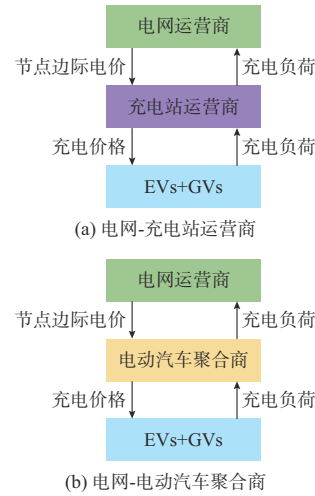 电网运营商
节点边际电价 充电负荷
充电站运营商
充电价格 充电负荷
EVs+GVs
(a) 电网-充电站运营商
电网运营商
节点边际电价 充电负荷
电动汽车聚合商
充电价格 充电负荷
EVs+GVs
(b) 电网-电动汽车聚合商